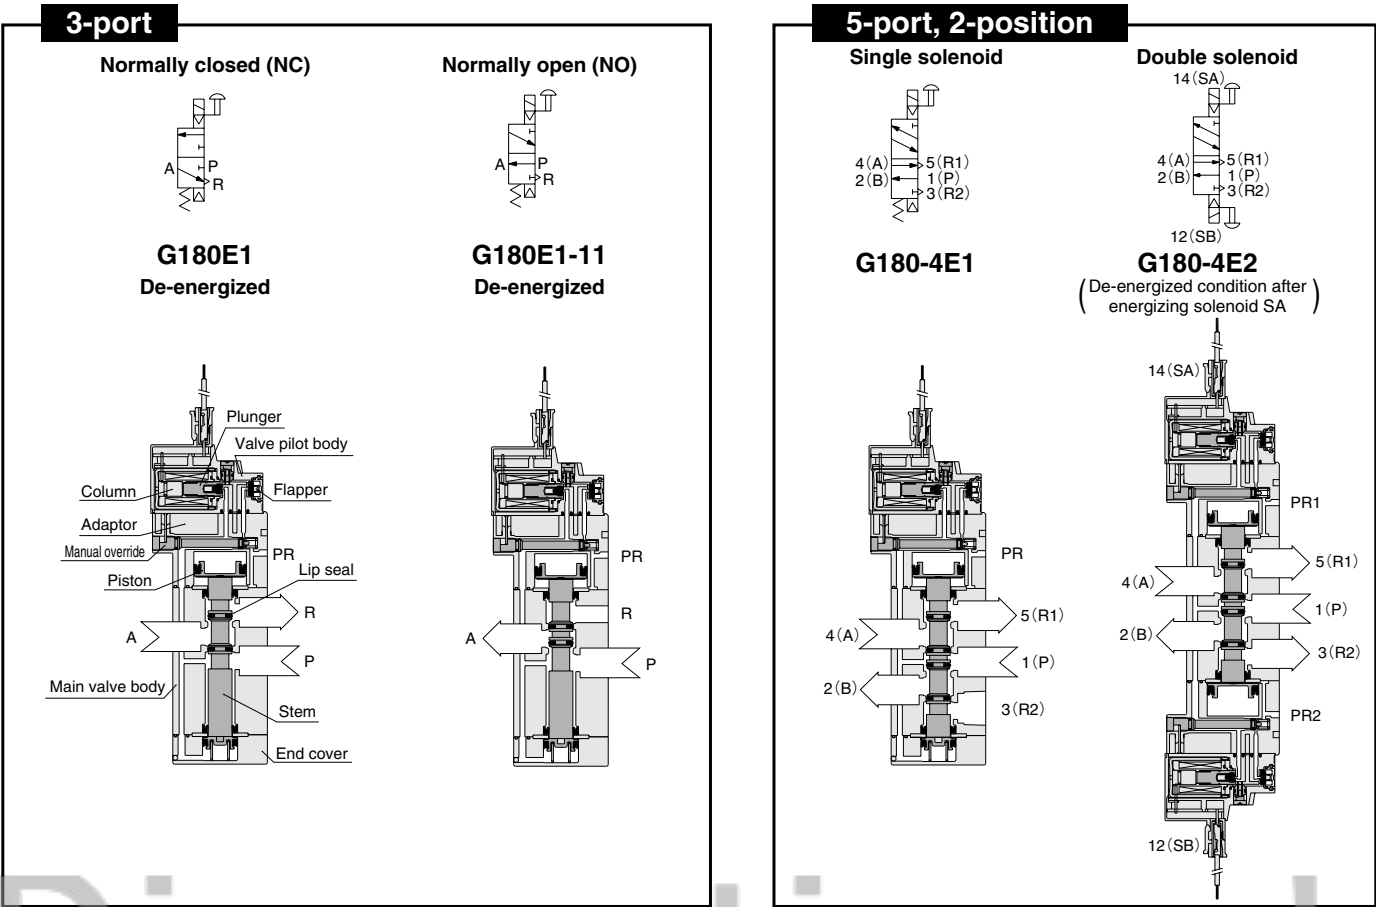 3-port
Normally closed (NC)
Normally open (NO)
A
P
R
A
P
R
G180E1
De-energized
G180E1-11
De-energized
Plunger
Valve pilot body
Column
Flapper
Adaptor
Manual override
PR
Piston
Lip seal
R
A
P
Main valve body
Stem
End cover
PR
R
A
P
5-port, 2-position
Single solenoid
Double solenoid
14(SA)
4(A)
5(R1)
2(B)
1(P)
3(R2)
4(A)
5(R1)
2(B)
1(P)
3(R2)
12(SB)
G180-4E1
G180-4E2
(De-energized condition after
energizing solenoid SA)
PR
5(R1)
4(A)
1(P)
2(B)
3(R2)
14(SA)
PR1
5(R1)
4(A)
1(P)
2(B)
3(R2)
PR2
12(SB)